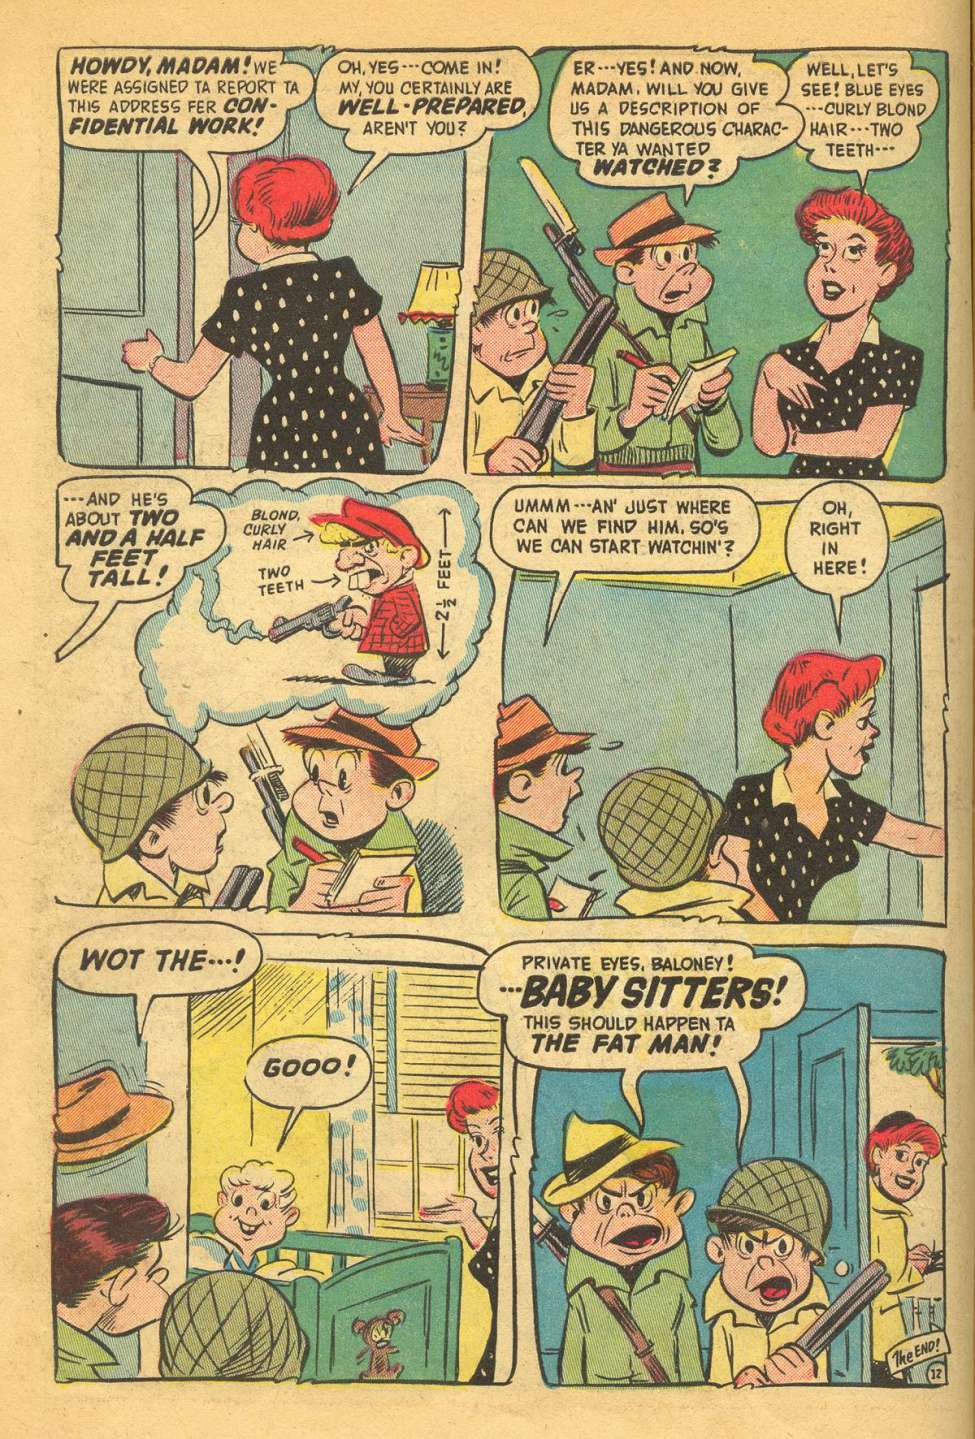 HOWDY, MADAM! WE
WERE ASSIGNED TA REPORT TA
THIS ADDRESS FER CON-
FIDENTIAL WORK!
OH, YES---COME IN!
MY, YOU CERTAINLY ARE
WELL-PREPARED,
AREN'T YOU?
ER---YES! AND NOW,
MADAM, WILL YOU GIVE
US A DESCRIPTION OF
THIS DANGEROUS CHARAC-
TER YA WANTED
WATCHED?
WELL, LET'S
SEE! BLUE EYES
---CURLY BLOND
HAIR---TWO
TEETH---
---AND HE'S
ABOUT TWO
AND A HALF
FEET
TALL!
BLOND,
CURLY
HAIR
TWO
TEETH
2 1/2 FEET
UMMM---AN' JUST WHERE
CAN WE FIND HIM, SO'S
WE CAN START WATCHIN'?
OH,
RIGHT
IN
HERE!
WOT THE---!
GOOO!
PRIVATE EYES, BALONEY!
---BABY SITTERS!
THIS SHOULD HAPPEN TA
THE FAT MAN!
The END!
12